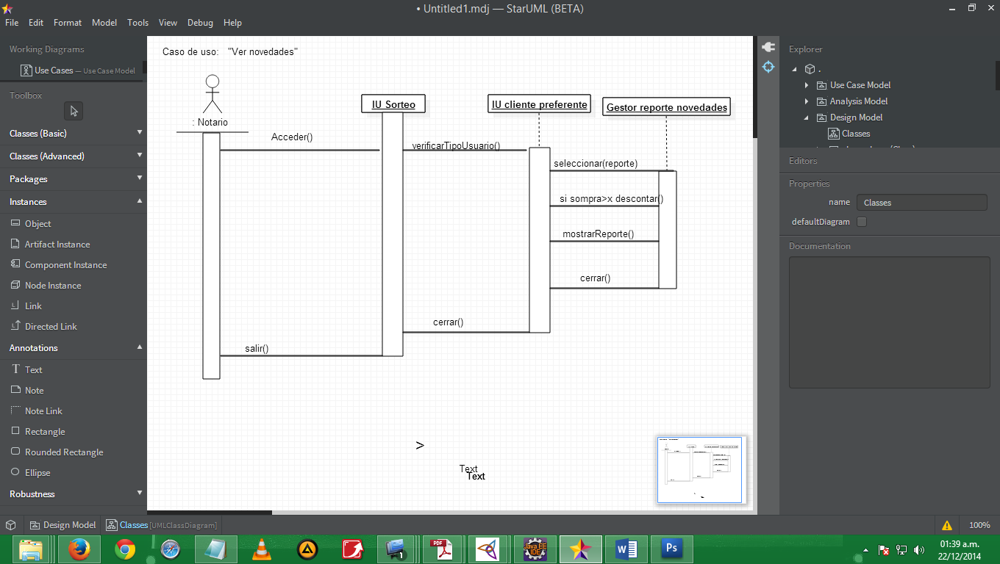 • Untitled1.mdj — StarUML (BETA)
File Edit Format Model Tools View Debug Help
Working Diagrams
Use Cases — Use Case Model
Toolbox
Classes (Basic)
Classes (Advanced)
Packages
Instances
Object
Artifact Instance
Component Instance
Node Instance
Link
Directed Link
Annotations
Text
Note
Note Link
Rectangle
Rounded Rectangle
Ellipse
Robustness
Caso de uso: "Ver novedades"
: Notario
IU Sorteo
IU cliente preferente
Gestor reporte novedades
Acceder()
verificarTipoUsuario()
seleccionar(reporte)
si sompra>x descontar()
mostrarReporte()
cerrar()
cerrar()
salir()
>
Text
Text
Explorer
.
Use Case Model
Analysis Model
Design Model
Classes
Editors
Properties
name Classes
defaultDiagram
Documentation
Design Model Classes [UMLClassDiagram]
100%
PDF
Java EE
IDE
W
Ps
01:39 a.m.
22/12/2014